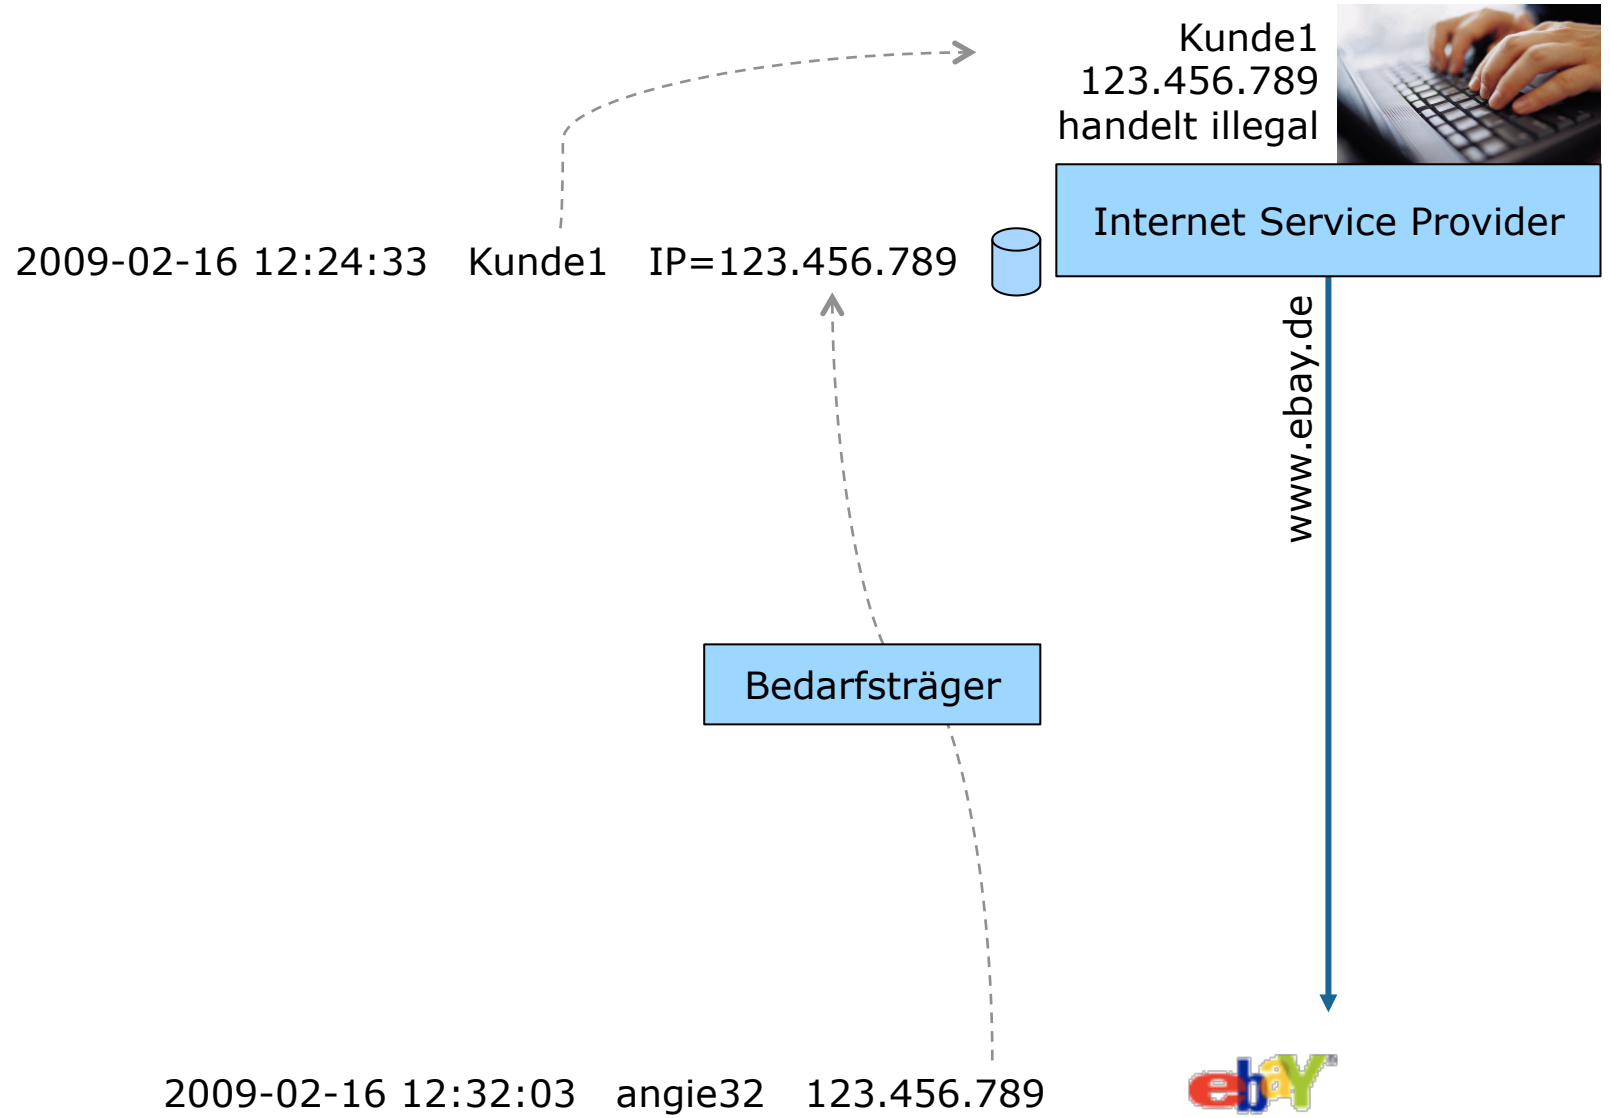 Kunde1
123.456.789
handelt illegal
Internet Service Provider
2009-02-16 12:24:33 Kunde1 IP=123.456.789
www.ebay.de
Bedarfsträger
2009-02-16 12:32:03 angie32 123.456.789
ebaY